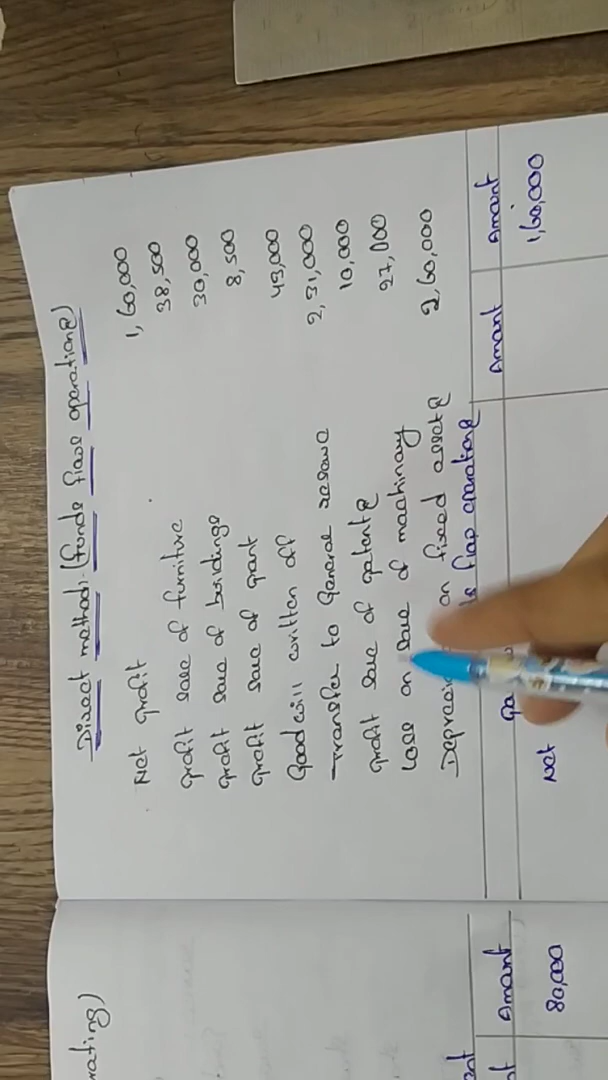 Direct method:- (funds flow operations)
Net profit 1,60,000
profit sale of furniture 38,500
profit sale of buildings 30,000
profit sale of plant 8,500
Goodwill written off 43,000
Transfer to General reserve 2,31,000
profit sale of patents 10,000
Loss on sale of machinary 27,000
on fixed assets 2,60,000
flow operations
Amount Amount
Net 1,60,000
rating)
Amount
80,000